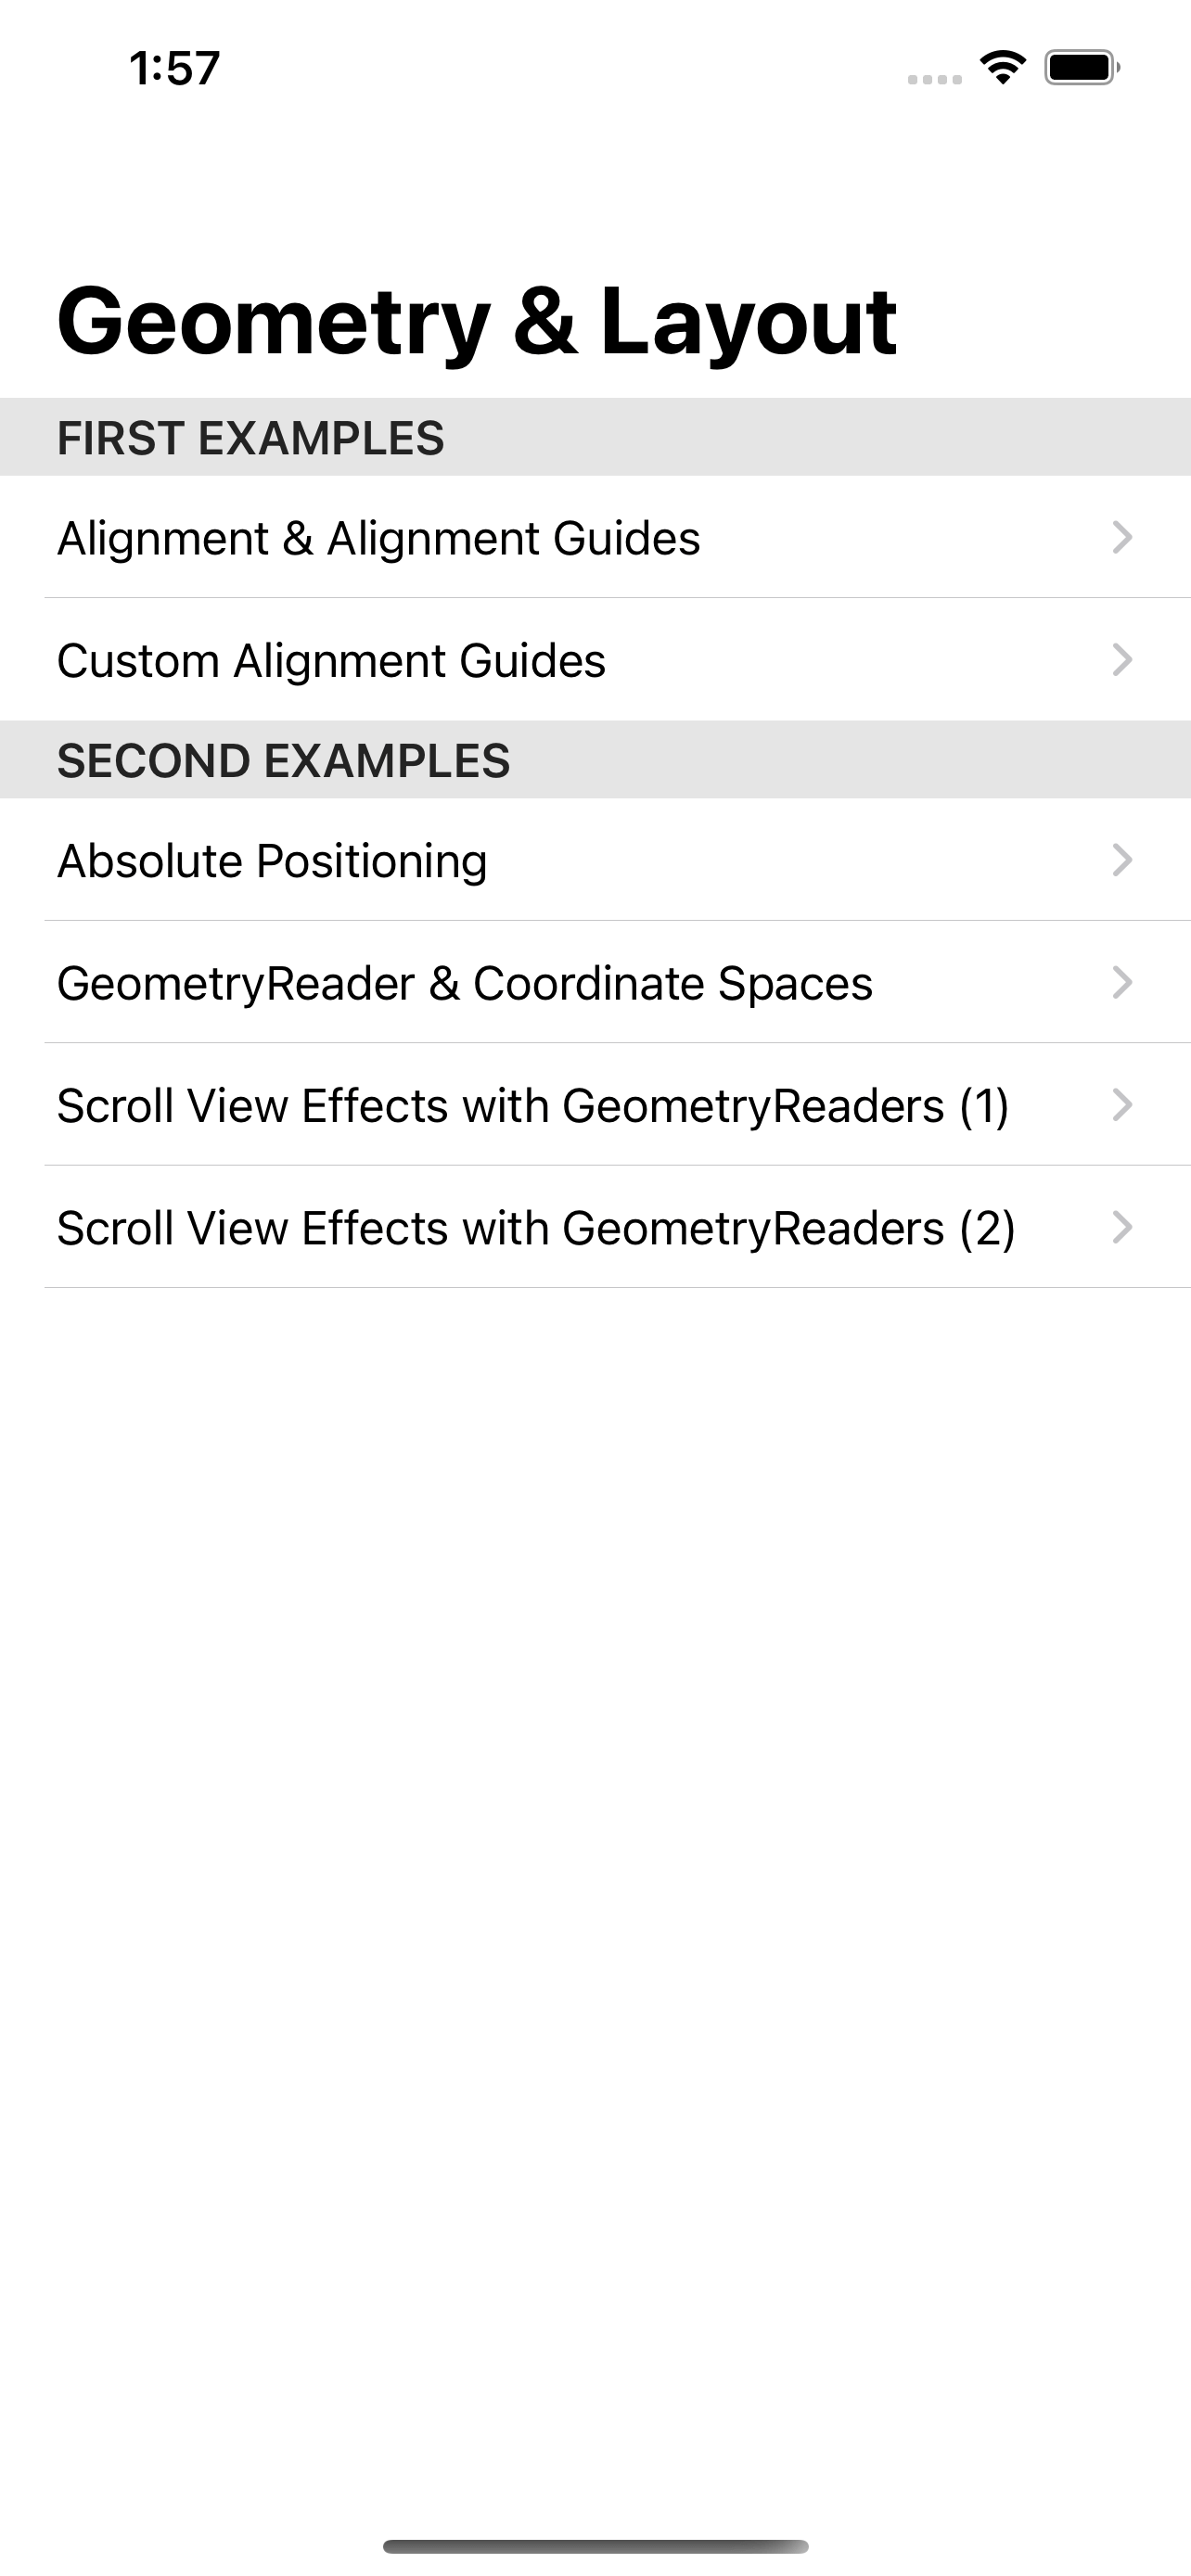 1:57
Geometry & Layout
FIRST EXAMPLES
Alignment & Alignment Guides
Custom Alignment Guides
SECOND EXAMPLES
Absolute Positioning
GeometryReader & Coordinate Spaces
Scroll View Effects with GeometryReaders (1)
Scroll View Effects with GeometryReaders (2)